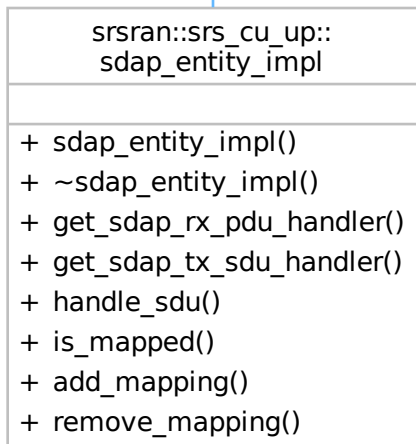 srsran::srs_cu_up::
sdap_entity_impl
+ sdap_entity_impl()
+ ~sdap_entity_impl()
+ get_sdap_rx_pdu_handler()
+ get_sdap_tx_sdu_handler()
+ handle_sdu()
+ is_mapped()
+ add_mapping()
+ remove_mapping()